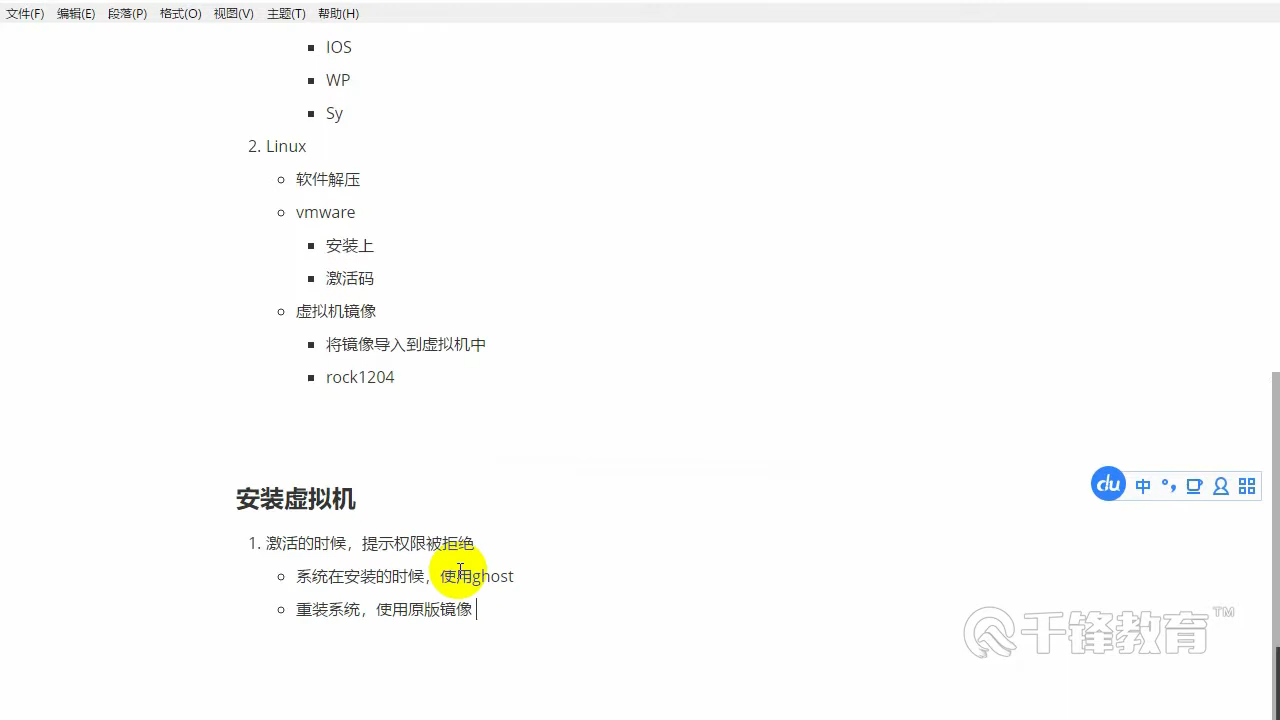 文件(F) 编辑(E) 段落(P) 格式(O) 视图(V) 主题(T) 帮助(H)
IOS
WP
Sy
2. Linux
软件解压
vmware
安装上
激活码
虚拟机镜像
将镜像导入到虚拟机中
rock1204
安装虚拟机
du 中 °,
1. 激活的时候，提示权限被拒绝
系统在安装的时候，使用ghost
重装系统，使用原版镜像
千锋教育™